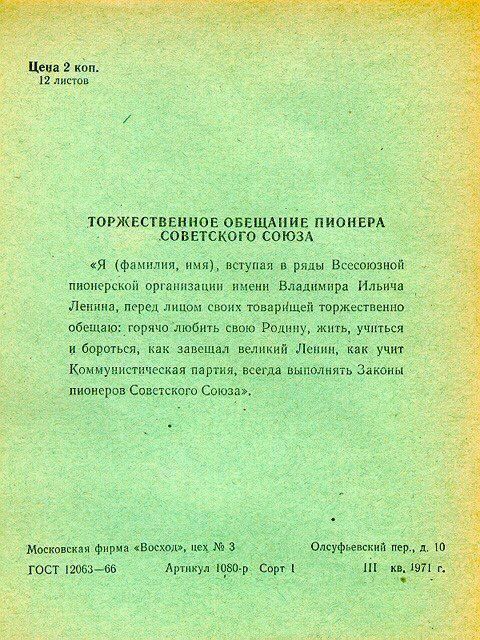 Цена 2 коп.
12 листов
ТОРЖЕСТВЕННОЕ ОБЕЩАНИЕ ПИОНЕРА
СОВЕТСКОГО СОЮЗА
«Я (фамилия, имя), вступая в ряды Всесоюзной
пионерской организации имени Владимира Ильича
Ленина, перед лицом своих товарищей торжественно
обещаю: горячо любить свою Родину, жить, учиться
и бороться, как завещал великий Ленин, как учит
Коммунистическая партия, всегда выполнять Законы
пионеров Советского Союза».
Московская фирма «Восход», цех № 3 Олсуфьевский пер., д. 10
ГОСТ 12063—66 Артикул 1080-р Сорт 1 III кв. 1971 г.